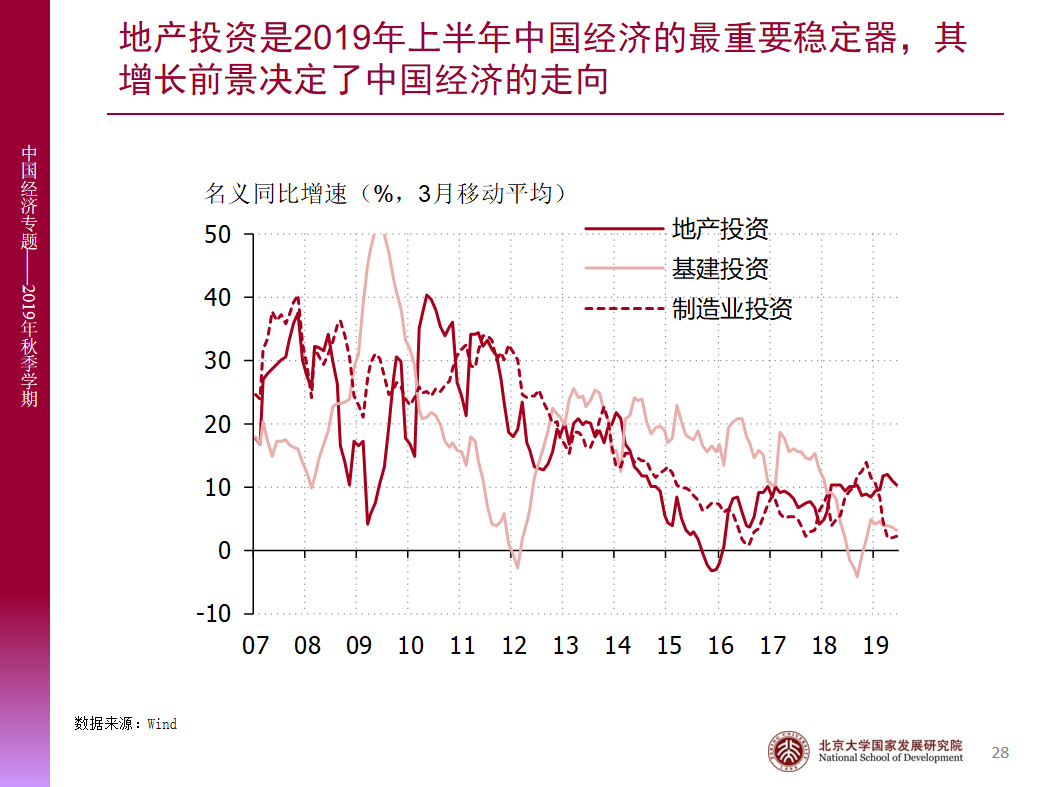 地产投资是2019年上半年中国经济的最重要稳定器，其
增长前景决定了中国经济的走向
中国经济专题——2019年秋季学期
名义同比增速（%，3月移动平均）
地产投资
基建投资
制造业投资
50
40
30
20
10
0
-10
07 08 09 10 11 12 13 14 15 16 17 18 19
数据来源：Wind
北京大学国家发展研究院
National School of Development
28